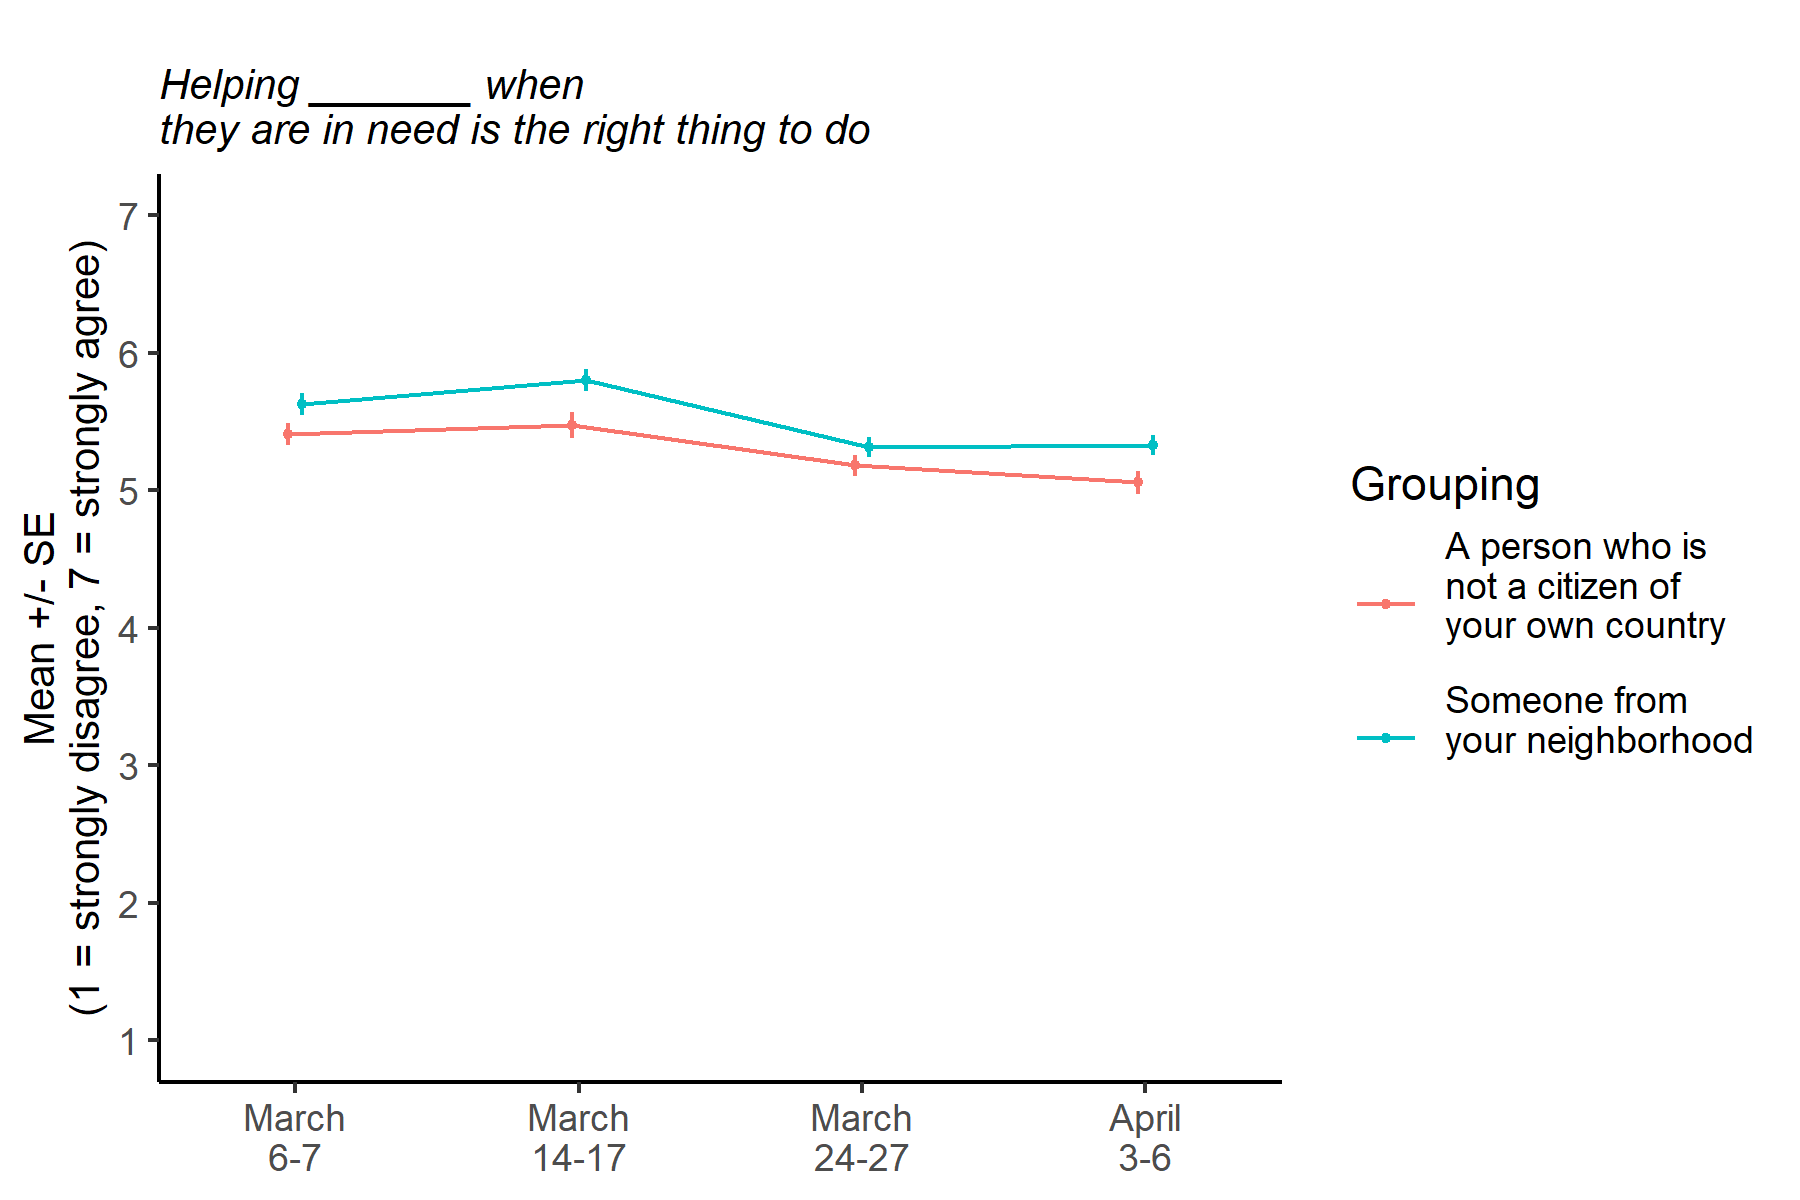 Helping _______ when
they are in need is the right thing to do
Mean +/- SE
(1 = strongly disagree, 7 = strongly agree)
7
6
5
4
3
2
1
March
6-7
March
14-17
March
24-27
April
3-6
Grouping
A person who is
not a citizen of
your own country
Someone from
your neighborhood